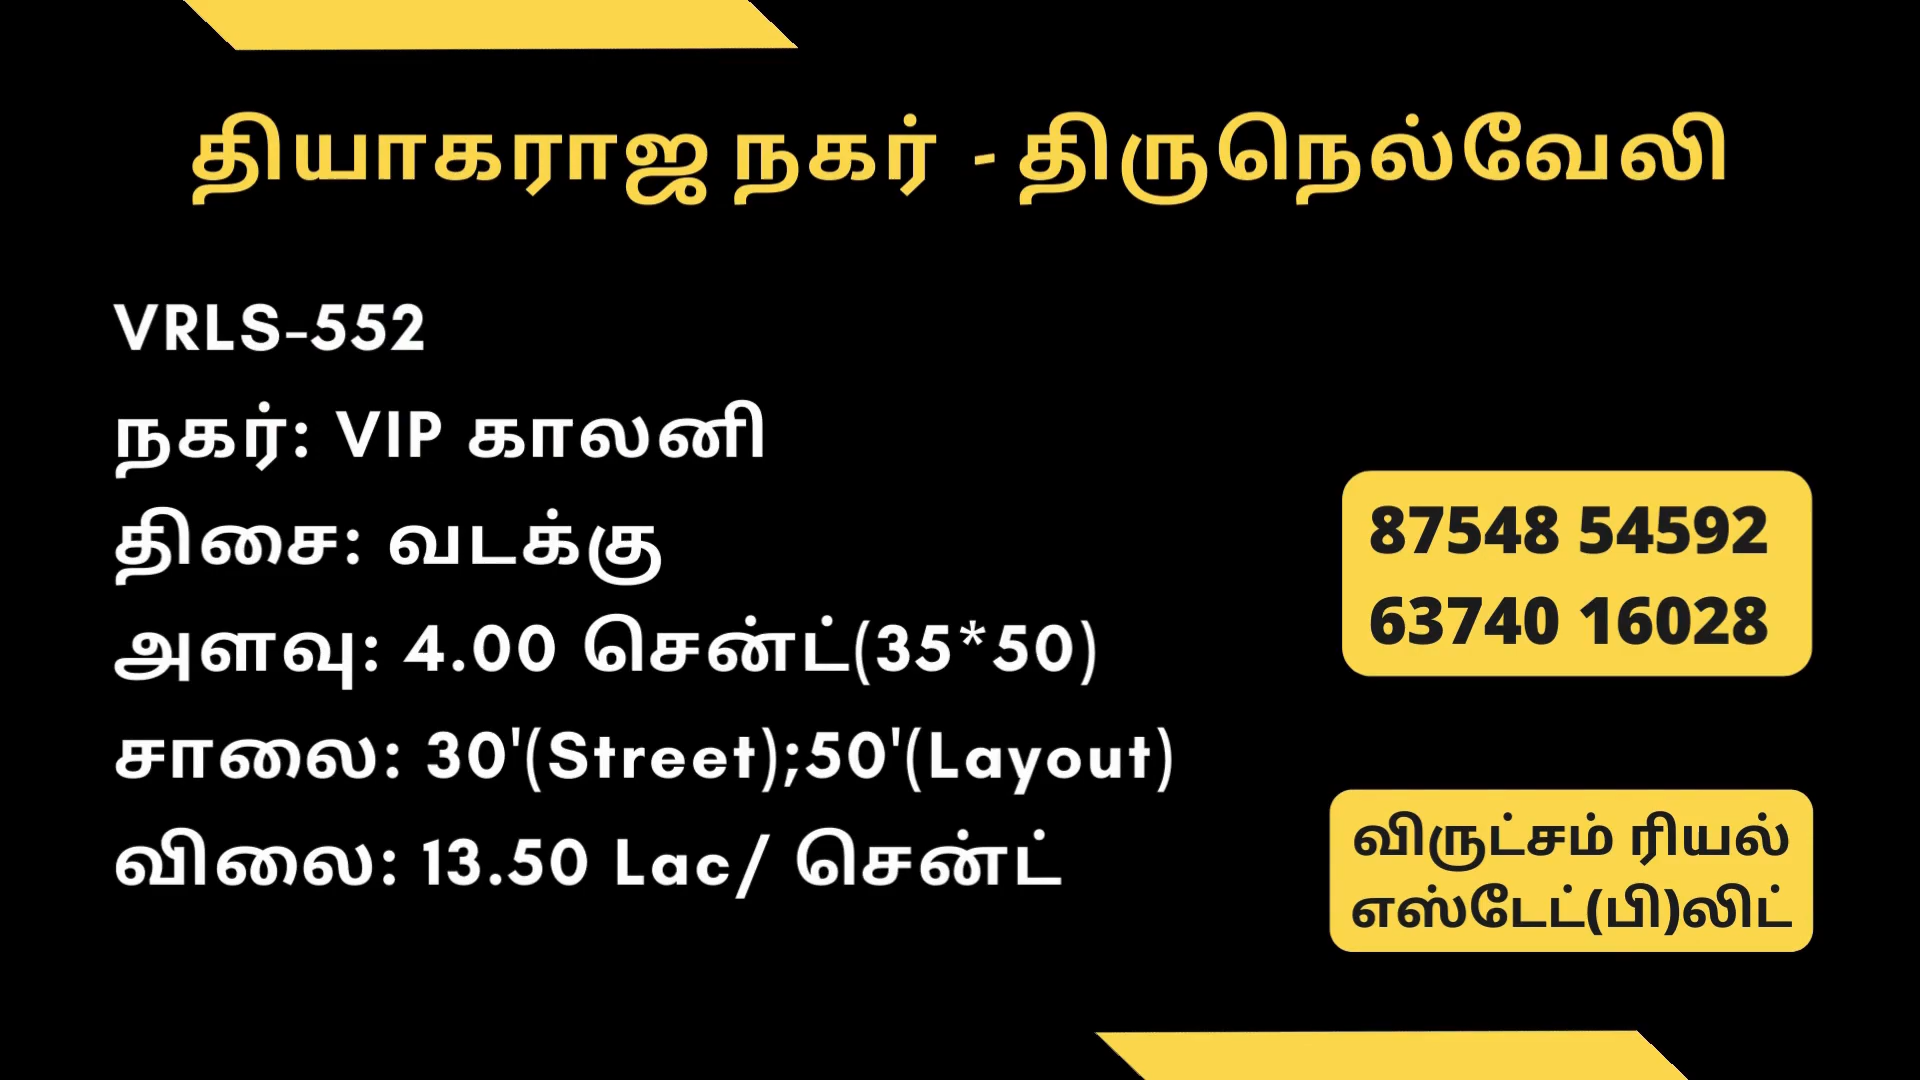 தியாகராஜ நகர் - திருநெல்வேலி
VRLS-552
நகர்: VIP காலனி
திசை: வடக்கு
அளவு: 4.00 சென்ட்(35*50)
சாலை: 30'(Street);50'(Layout)
விலை: 13.50 Lac/ சென்ட்
87548 54592
63740 16028
விருட்சம் ரியல்
எஸ்டேட்(பி)லிட்